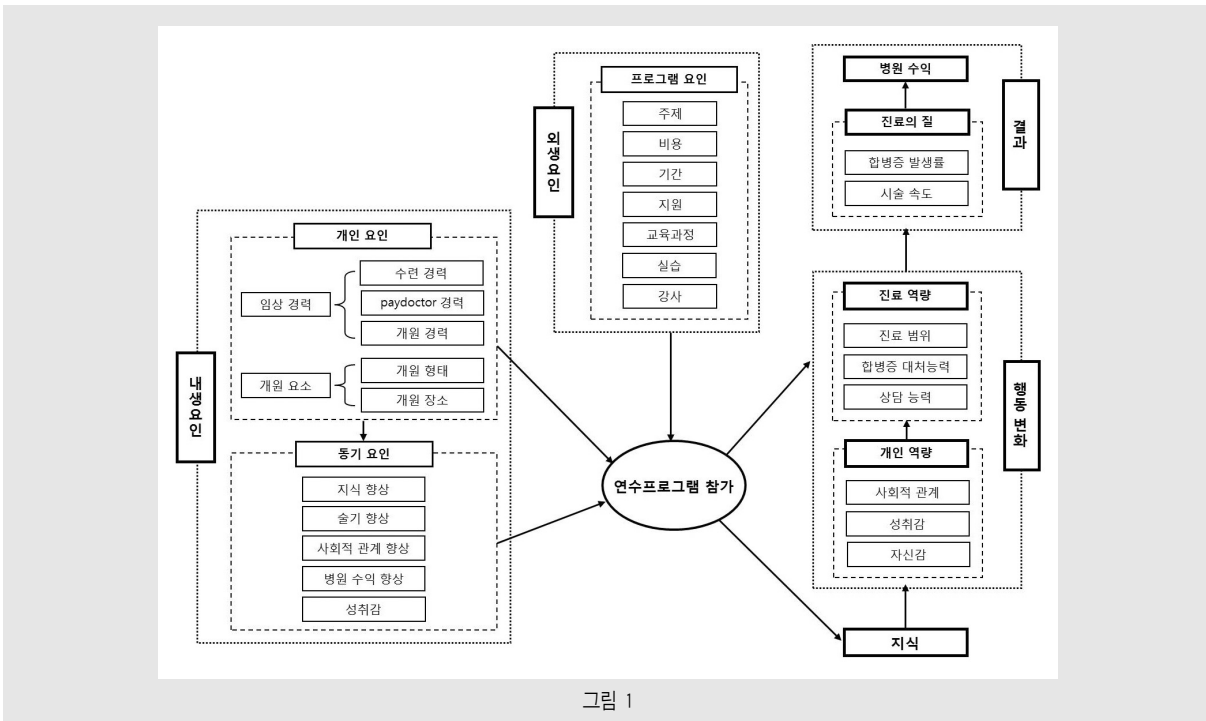 내생요인
개인 요인
임상 경력
수련 경력
paydoctor 경력
개원 경력
개원 요소
개원 형태
개원 장소
동기 요인
지식 향상
술기 향상
사회적 관계 향상
병원 수익 향상
성취감
외생요인
프로그램 요인
주제
비용
기간
지원
교육과정
실습
강사
연수프로그램 참가
결과
병원 수익
진료의 질
합병증 발생률
시술 속도
행동 변화
진료 역량
진료 범위
합병증 대처능력
상담 능력
개인 역량
사회적 관계
성취감
자신감
지식
그림 1